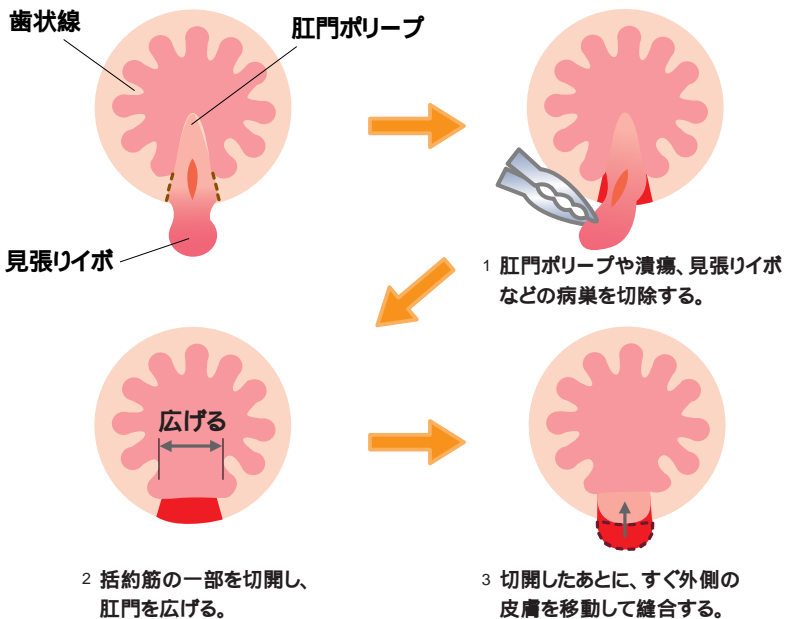 歯状線
肛門ポリープ
見張りイボ
1 肛門ポリープや潰瘍、見張りイボ
などの病巣を切除する。
広げる
2 括約筋の一部を切開し、
肛門を広げる。
3 切開したあとに、すぐ外側の
皮膚を移動して縫合する。